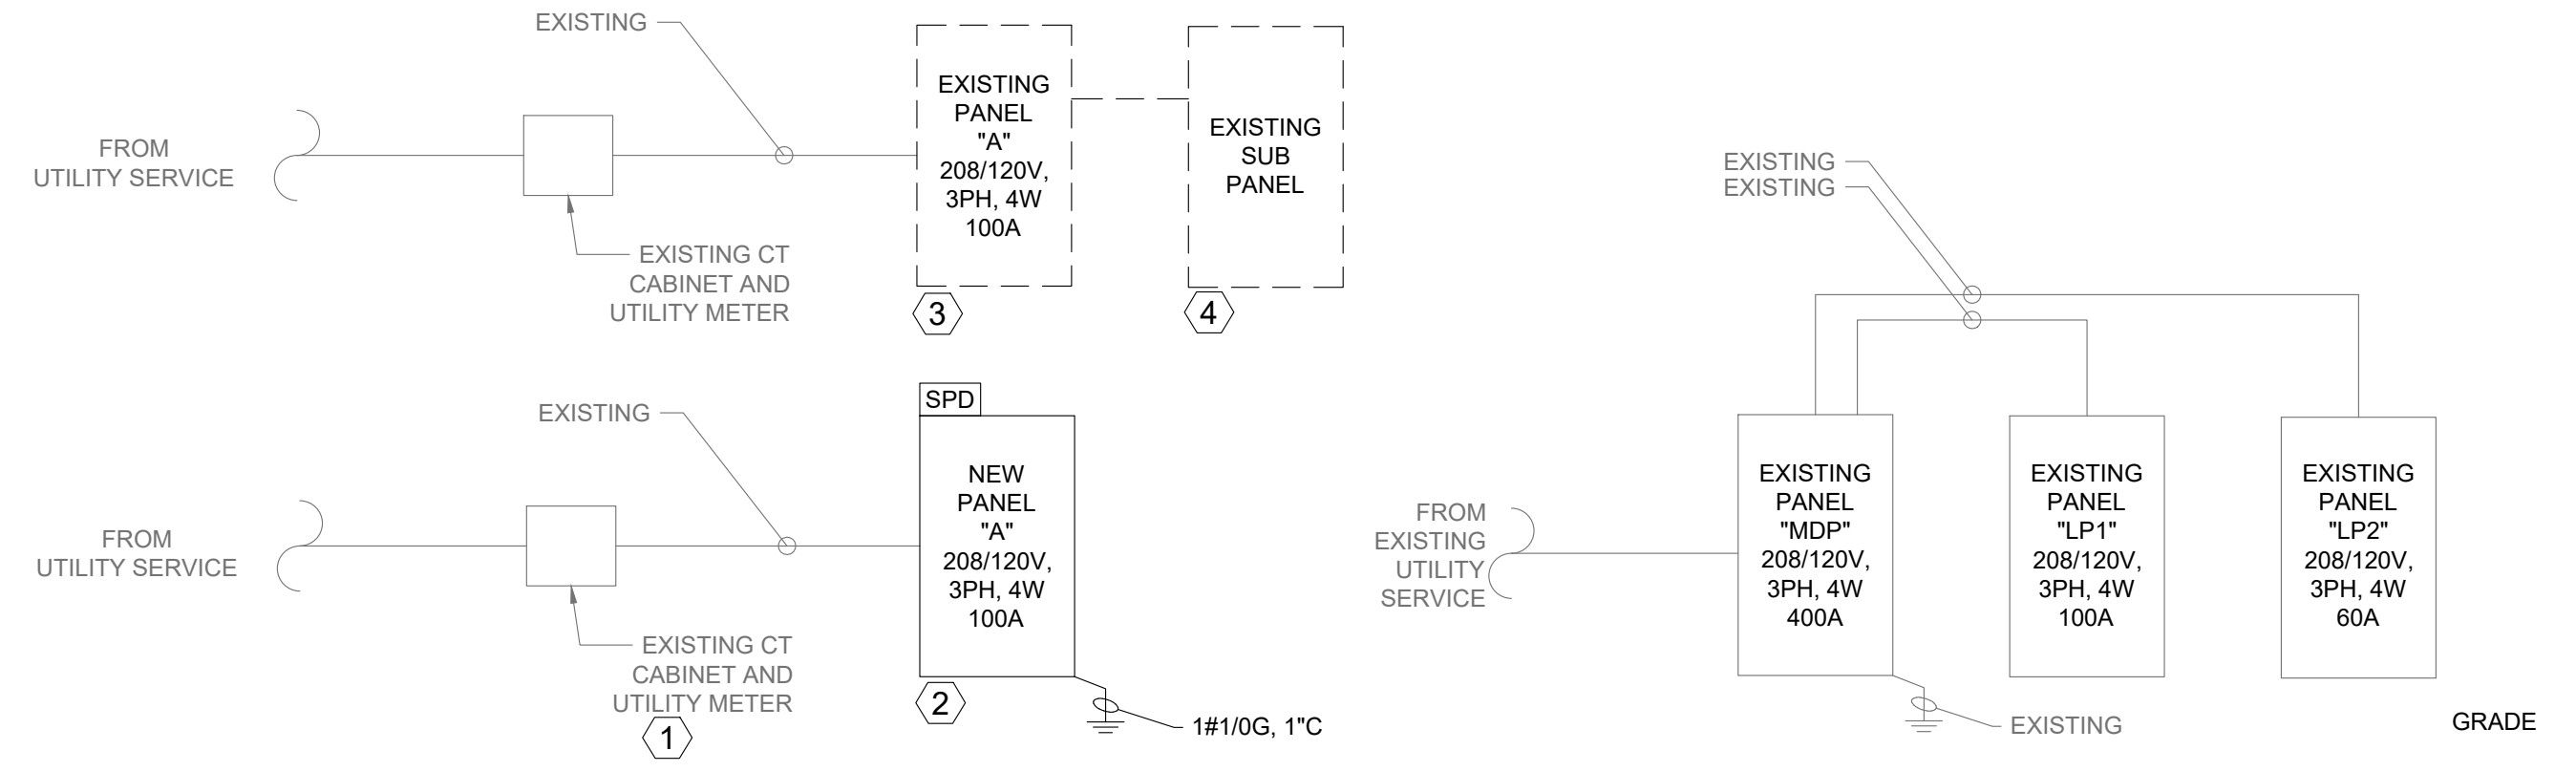 EXISTING
FROM
UTILITY SERVICE
EXISTING CT
CABINET AND
UTILITY METER
EXISTING
PANEL
"A"
208/120V,
3PH, 4W
100A
3
EXISTING
SUB
PANEL
4
EXISTING
FROM
UTILITY SERVICE
EXISTING CT
CABINET AND
UTILITY METER
1
SPD
NEW
PANEL
"A"
208/120V,
3PH, 4W
100A
2
1#1/0G, 1"C
EXISTING
EXISTING
FROM
EXISTING
UTILITY
SERVICE
EXISTING
PANEL
"MDP"
208/120V,
3PH, 4W
400A
EXISTING
EXISTING
PANEL
"LP1"
208/120V,
3PH, 4W
100A
EXISTING
PANEL
"LP2"
208/120V,
3PH, 4W
60A
GRADE